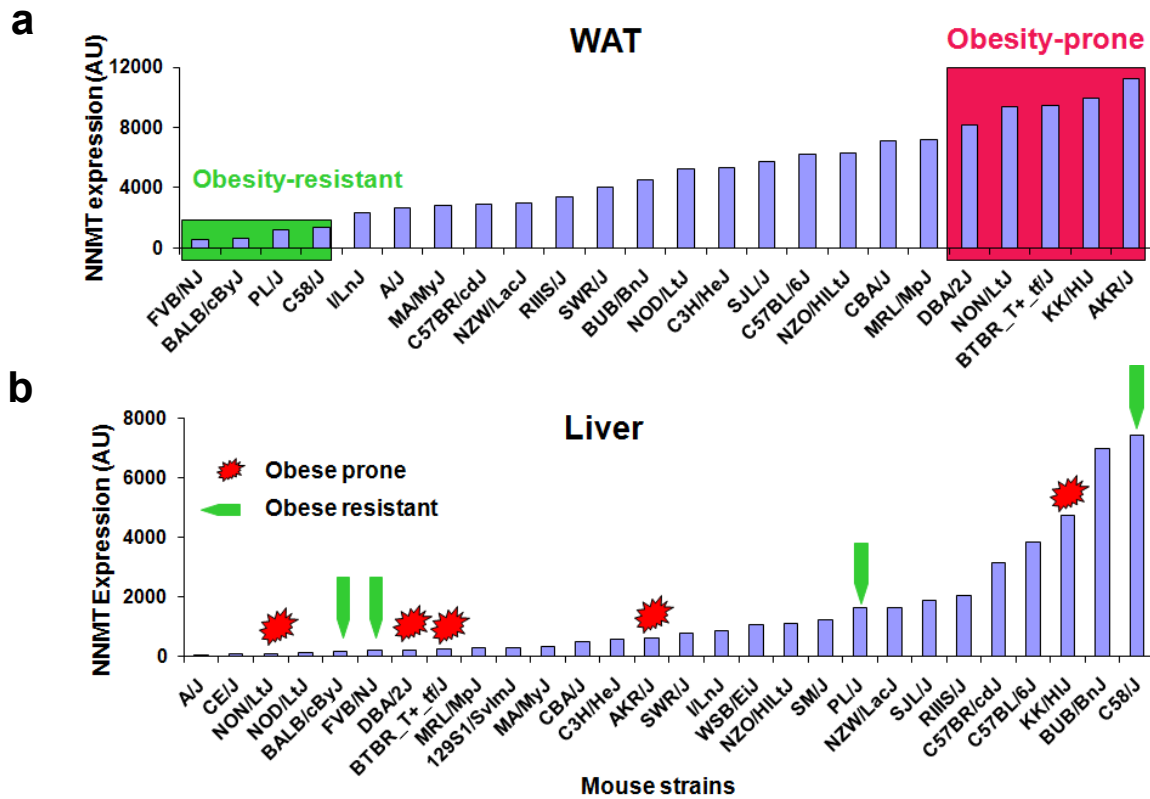 a
WAT
Obesity-prone
NNMT expression (AU)
12000
8000
4000
0
Obesity-resistant
FVB/NJ
BALB/cByJ
PL/J
C58/J
I/LnJ
A/J
MA/MyJ
C57BR/cdJ
NZW/LacJ
RIIIS/J
SWR/J
BUB/BnJ
NOD/LtJ
C3H/HeJ
SJL/J
C57BL/6J
NZO/HILtJ
CBA/J
MRL/MpJ
DBA/2J
NON/LtJ
BTBR_T+_tf/J
KK/HIJ
AKR/J
b
Liver
NNMT Expression (AU)
8000
6000
4000
2000
0
Obese prone
Obese resistant
A/J
CE/J
NON/LtJ
NOD/LtJ
BALB/cByJ
FVB/NJ
DBA/2J
BTBR_T+_tf/J
MRL/MpJ
129S1/SvImJ
MA/MyJ
CBA/J
C3H/HeJ
AKR/J
SWR/J
I/LnJ
WSB/EiJ
NZO/HILtJ
SM/J
PL/J
NZW/LacJ
SJL/J
RIIIS/J
C57BR/cdJ
C57BL/6J
KK/HIJ
BUB/BnJ
C58/J
Mouse strains